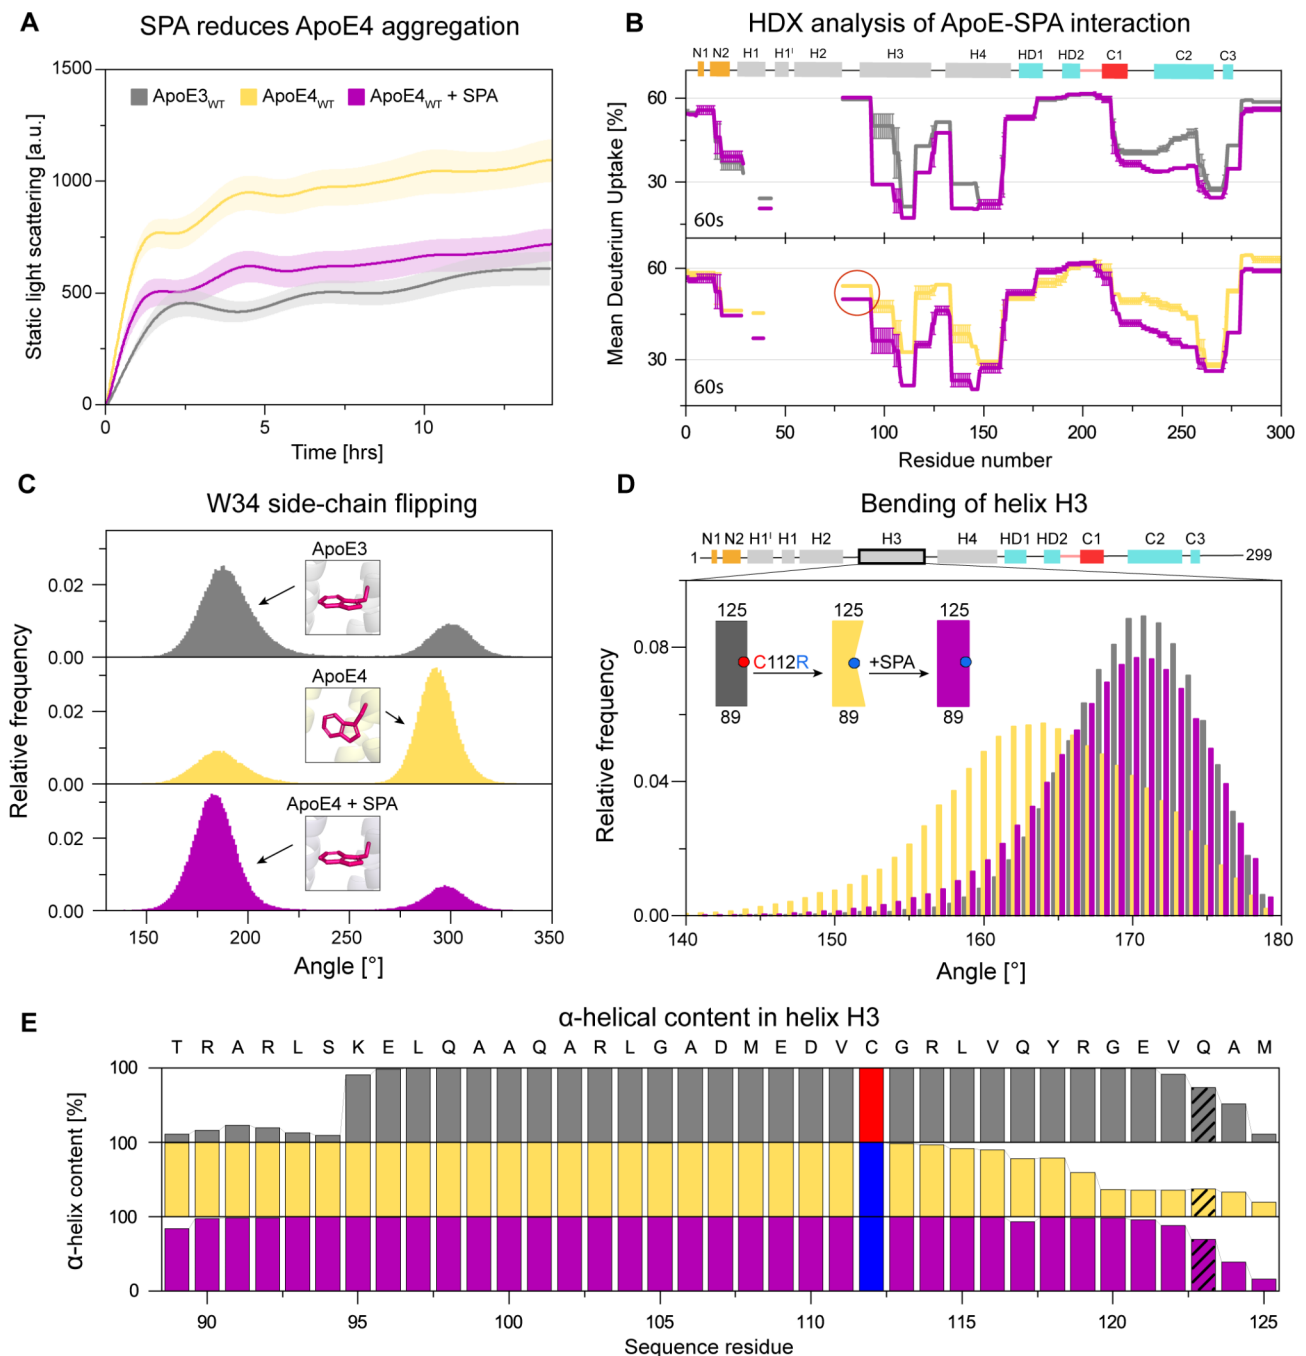 A
SPA reduces ApoE4 aggregation
1500
1000
500
0
Static light scattering [a.u.]
ApoE3WT
ApoE4WT
ApoE4WT + SPA
0
5
10
Time [hrs]
B
HDX analysis of ApoE-SPA interaction
N1 N2 H1 H1ᴵ H2 H3 H4 HD1 HD2 C1 C2 C3
60
30
60s
60
30
60s
Mean Deuterium Uptake [%]
0 50 100 150 200 250 300
Residue number
C
W34 side-chain flipping
ApoE3
0.02
0.00
ApoE4
0.02
0.00
ApoE4 + SPA
0.02
0.00
Relative frequency
150 200 250 300 350
Angle [°]
D
Bending of helix H3
N1 N2 H1ᴵ H1 H2 H3 H4 HD1 HD2 C1 C2 C3
1
299
125 125 125
C112R
+SPA
89 89 89
0.08
0.04
0.00
Relative frequency
140 150 160 170 180
Angle [°]
E
α-helical content in helix H3
T R A R L S K E L Q A A Q A R L G A D M E D V C G R L V Q Y R G E V Q A M
100
100
100
0
α-helix content [%]
90 95 100 105 110 115 120 125
Sequence residue